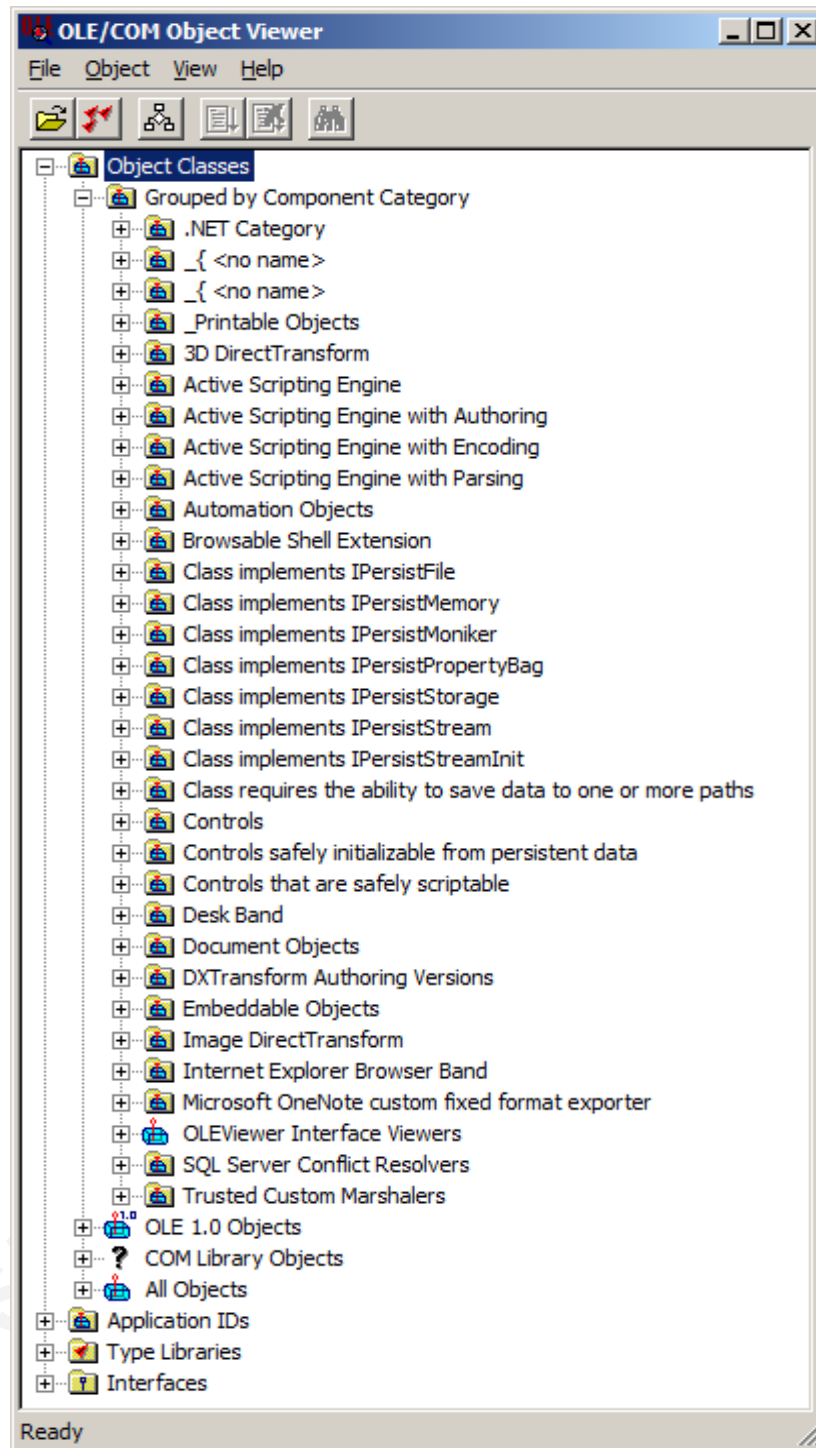 OLE/COM Object Viewer
File Object View Help
Object Classes
Grouped by Component Category
.NET Category
_{ <no name>
_{ <no name>
_Printable Objects
3D DirectTransform
Active Scripting Engine
Active Scripting Engine with Authoring
Active Scripting Engine with Encoding
Active Scripting Engine with Parsing
Automation Objects
Browsable Shell Extension
Class implements IPersistFile
Class implements IPersistMemory
Class implements IPersistMoniker
Class implements IPersistPropertyBag
Class implements IPersistStorage
Class implements IPersistStream
Class implements IPersistStreamInit
Class requires the ability to save data to one or more paths
Controls
Controls safely initializable from persistent data
Controls that are safely scriptable
Desk Band
Document Objects
DXTransform Authoring Versions
Embeddable Objects
Image DirectTransform
Internet Explorer Browser Band
Microsoft OneNote custom fixed format exporter
OLEViewer Interface Viewers
SQL Server Conflict Resolvers
Trusted Custom Marshalers
OLE 1.0 Objects
? COM Library Objects
All Objects
Application IDs
Type Libraries
Interfaces
Ready